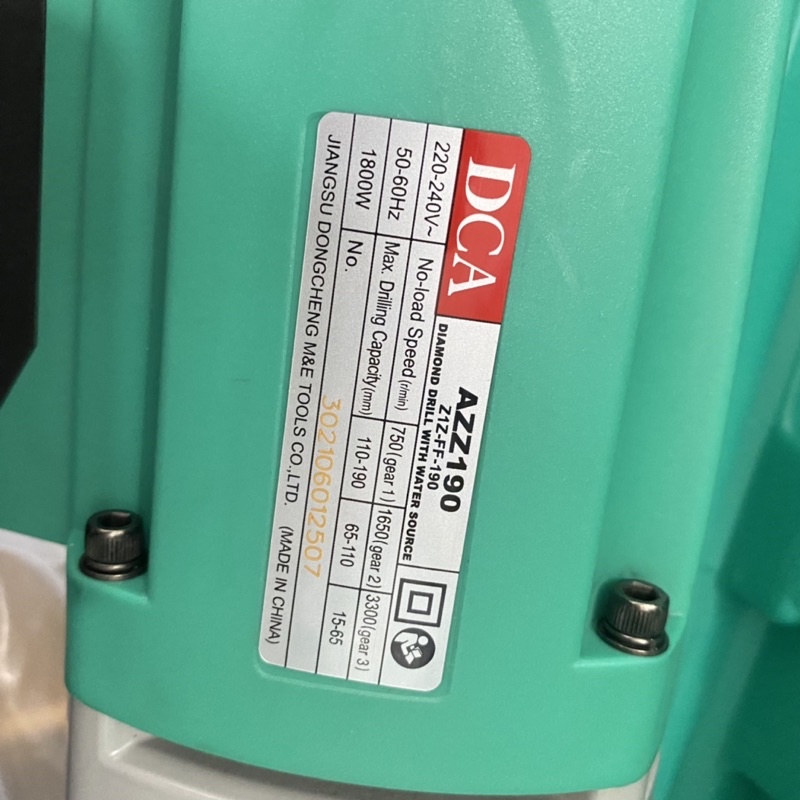 DCA
AZZ190
Z1Z-FF-190
DIAMOND DRILL WITH WATER SOURCE
220-240V~ No-load Speed(r/min) 750(gear 1) 1650(gear 2) 3300(gear 3)
50-60Hz Max. Drilling Capacity(mm) 110-190 65-110 15-65
1800W No. 302106012507
JIANGSU DONGCHENG M&E TOOLS CO.,LTD. (MADE IN CHINA)